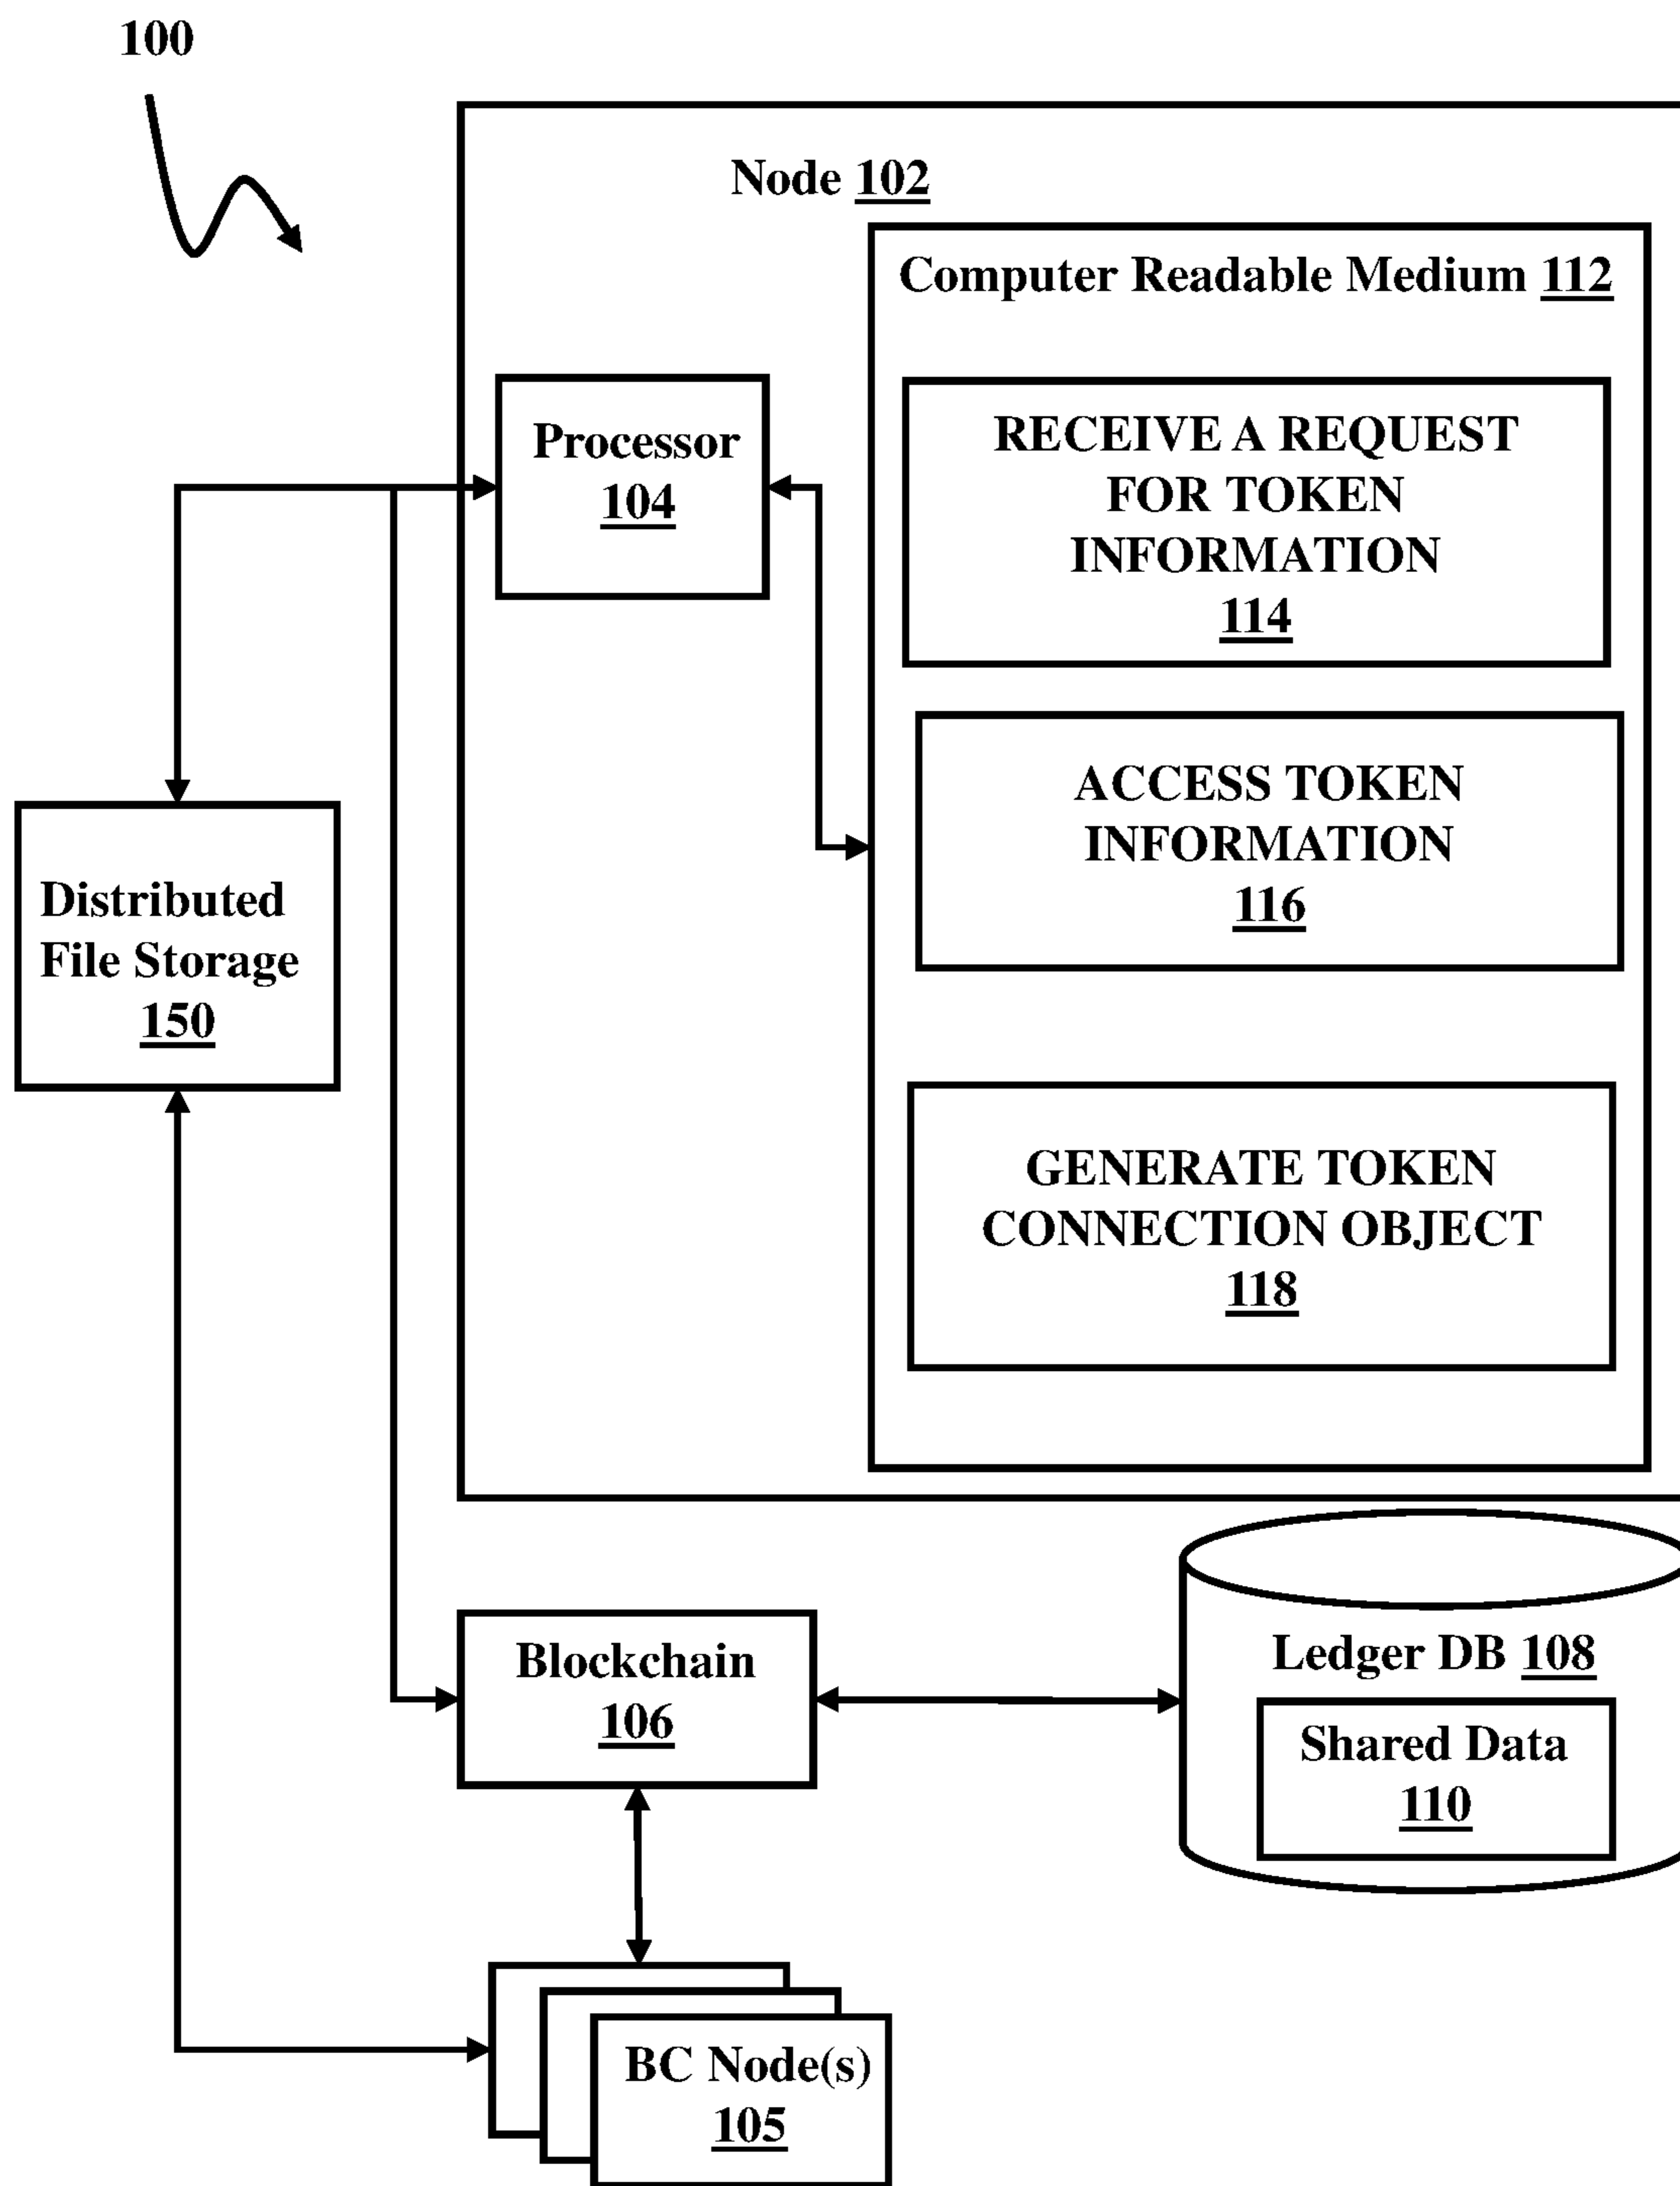 100
Node 102
Computer Readable Medium 112
Processor
104
RECEIVE A REQUEST
FOR TOKEN
INFORMATION
114
ACCESS TOKEN
INFORMATION
116
Distributed
File Storage
150
GENERATE TOKEN
CONNECTION OBJECT
118
Blockchain
106
Ledger DB 108
Shared Data
110
BC Node(s)
105